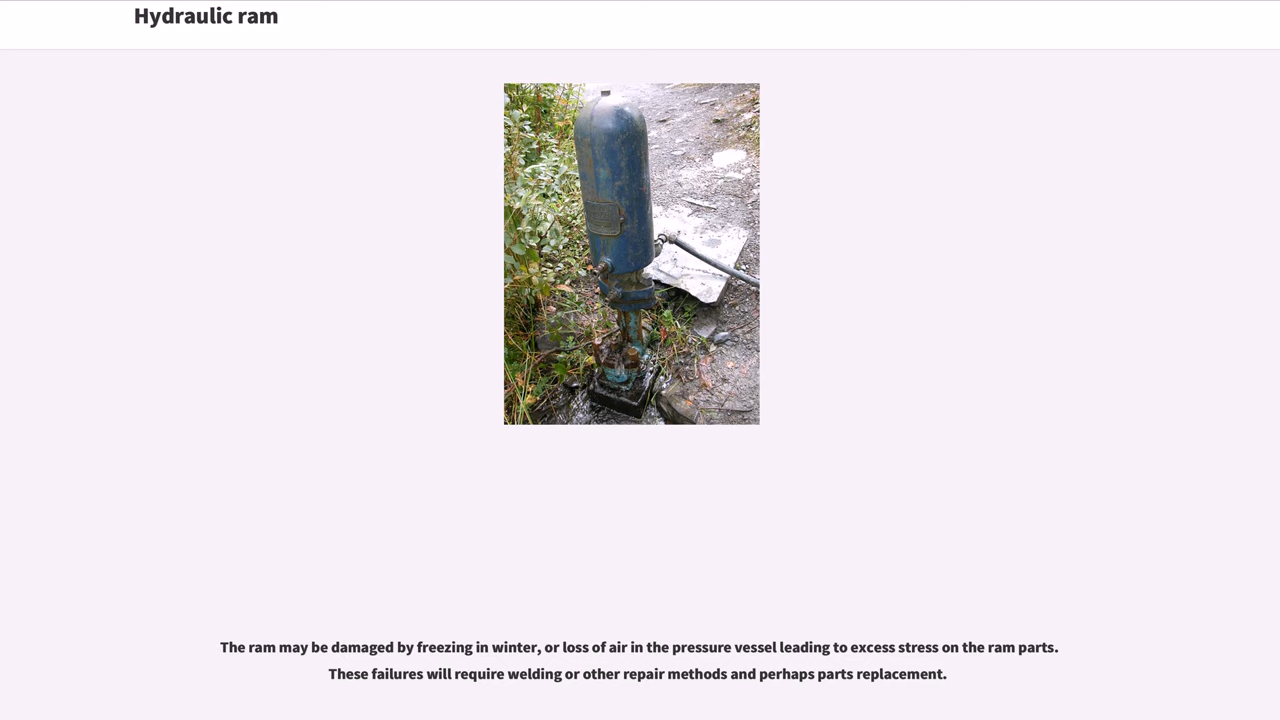 Hydraulic ram
The ram may be damaged by freezing in winter, or loss of air in the pressure vessel leading to excess stress on the ram parts.
These failures will require welding or other repair methods and perhaps parts replacement.